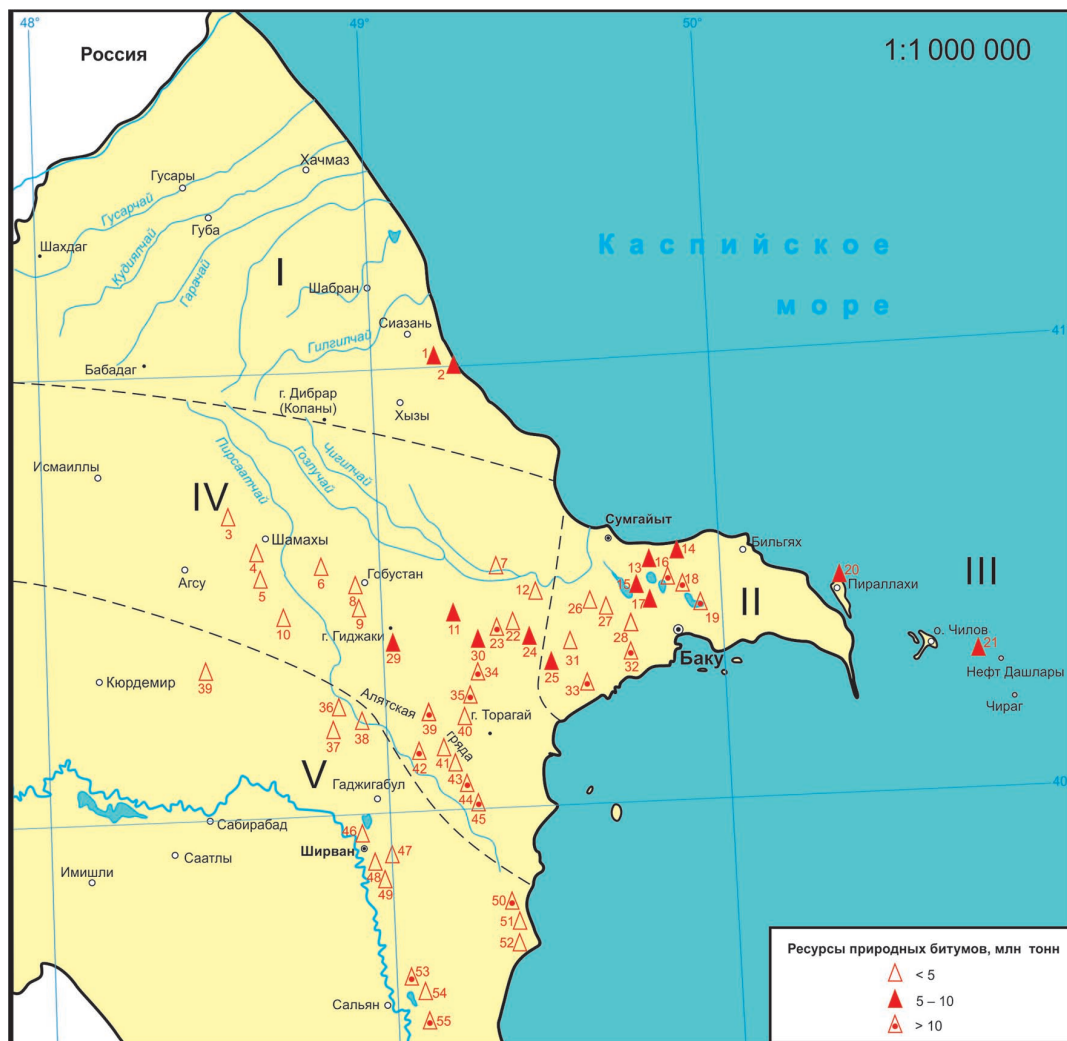 48°
49°
50°
1:1 000 000
Россия
Хачмаз
Гусары
Гусарчай
Губа
Шахдаг
Кудиялчай
Гарачай
I
Каспийское
море
Шабран
Сиазань
41
Гилгилчай
1
2
Бабадаг
г. Дибрар
(Коланы)
Хызы
Исмаиллы
Пирсаатчай
Гозлучай
Чигилчай
IV
3
Сумгайыт
Шамахы
Бильгях
14
13
16
4
7
20
III
Агсу
5
6
Гобустан
8
12
15
18
Пираллахи
17
II
19
9
26
27
10
11
22
23
28
о. Чилов
г. Гиджаки
29
30
24
31
32
Баку
21
25
Нефт Дашлары
Кюрдемир
39
34
33
Чираг
36
Алятская
гряда
35
39
40
г. Торагай
37
38
42
41
43
V
44
45
40
Гаджигабул
Сабирабад
46
Ширван
47
48
49
Саатлы
Имишли
50
51
52
53
54
55
Сальян
Ресурсы природных битумов, млн тонн
< 5
5 – 10
> 10